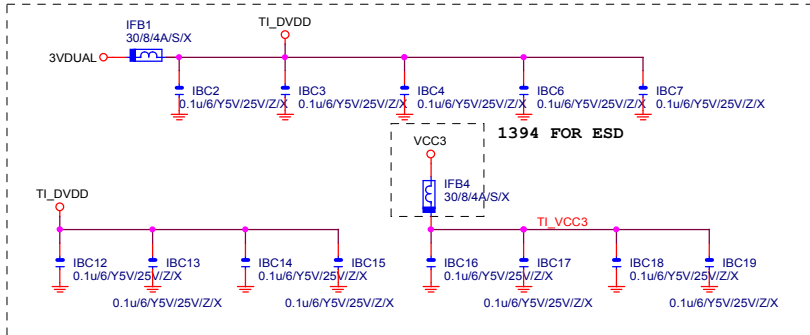 IFB1
30/8/4A/S/X
TI_DVDD
3VDUAL
IBC2
0.1u/6/Y5V/25V/Z/X
IBC3
0.1u/6/Y5V/25V/Z/X
IBC4
0.1u/6/Y5V/25V/Z/X
IBC6
0.1u/6/Y5V/25V/Z/X
IBC7
0.1u/6/Y5V/25V/Z/X
1394 FOR ESD
VCC3
IFB4
30/8/4A/S/X
TI_DVDD
TI_VCC3
IBC12
0.1u/6/Y5V/25V/Z/X
IBC13
0.1u/6/Y5V/25V/Z/X
IBC14
0.1u/6/Y5V/25V/Z/X
IBC15
0.1u/6/Y5V/25V/Z/X
IBC16
0.1u/6/Y5V/25V/Z/X
IBC17
0.1u/6/Y5V/25V/Z/X
IBC18
0.1u/6/Y5V/25V/Z/X
IBC19
0.1u/6/Y5V/25V/Z/X